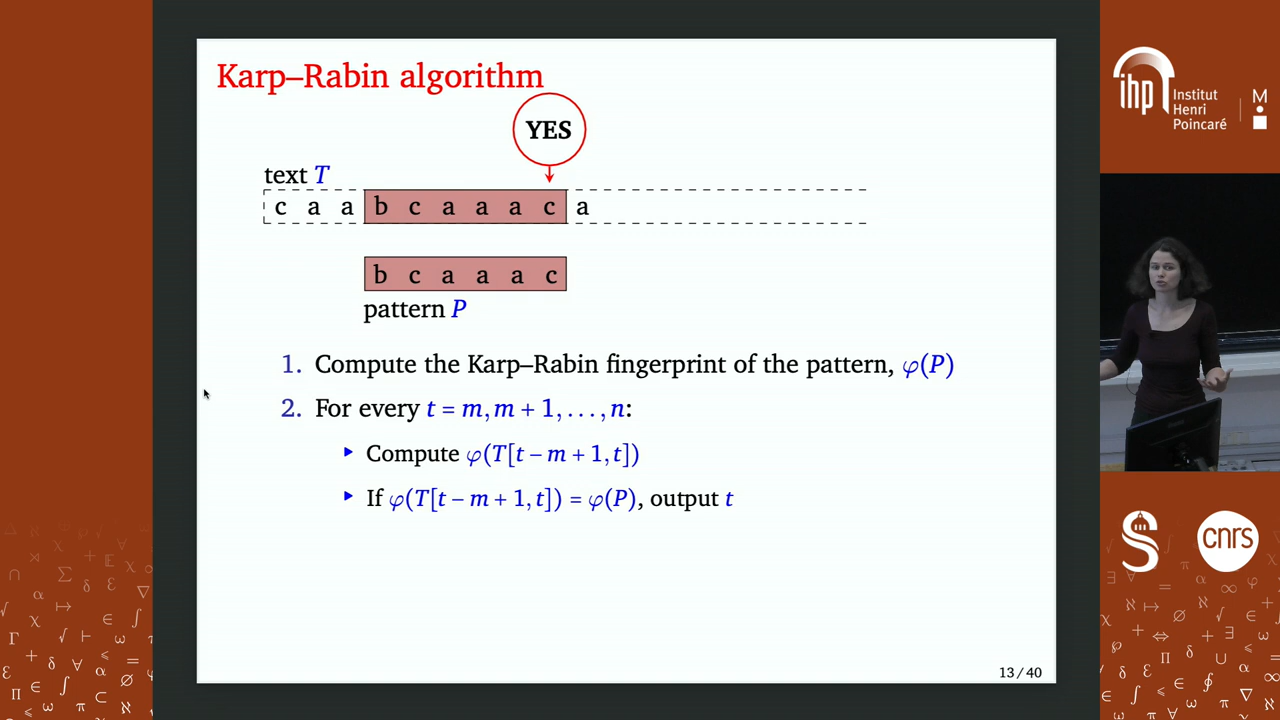 Karp–Rabin algorithm
YES
text T
c a a b c a a a c a
b c a a a c
pattern P
1. Compute the Karp–Rabin fingerprint of the pattern, φ(P)
2. For every t = m, m + 1, . . . , n:
Compute φ(T[t − m + 1, t])
If φ(T[t − m + 1, t]) = φ(P), output t
13 / 40
ihp Institut Henri Poincaré
M
S
cnrs